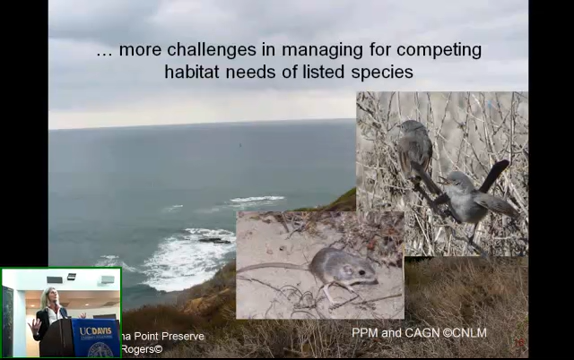 … more challenges in managing for competing
habitat needs of listed species
UCDAVIS
na Point Preserve
Rogers©
PPM and CAGN ©CNLM